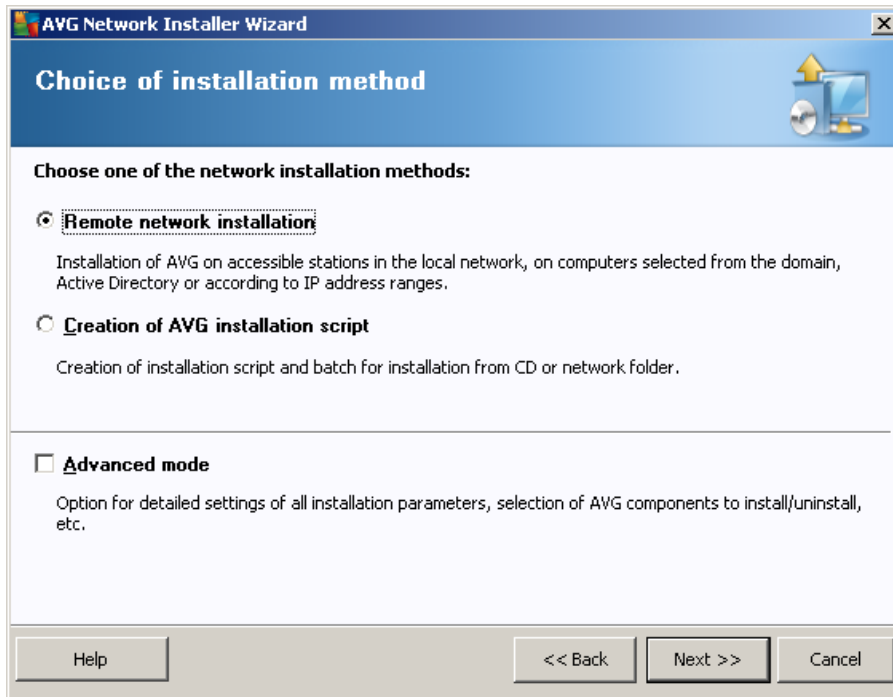 AVG Network Installer Wizard
Choice of installation method
Choose one of the network installation methods:
Remote network installation
Installation of AVG on accessible stations in the local network, on computers selected from the domain,
Active Directory or according to IP address ranges.
Creation of AVG installation script
Creation of installation script and batch for installation from CD or network folder.
Advanced mode
Option for detailed settings of all installation parameters, selection of AVG components to install/uninstall,
etc.
Help
<< Back
Next >>
Cancel